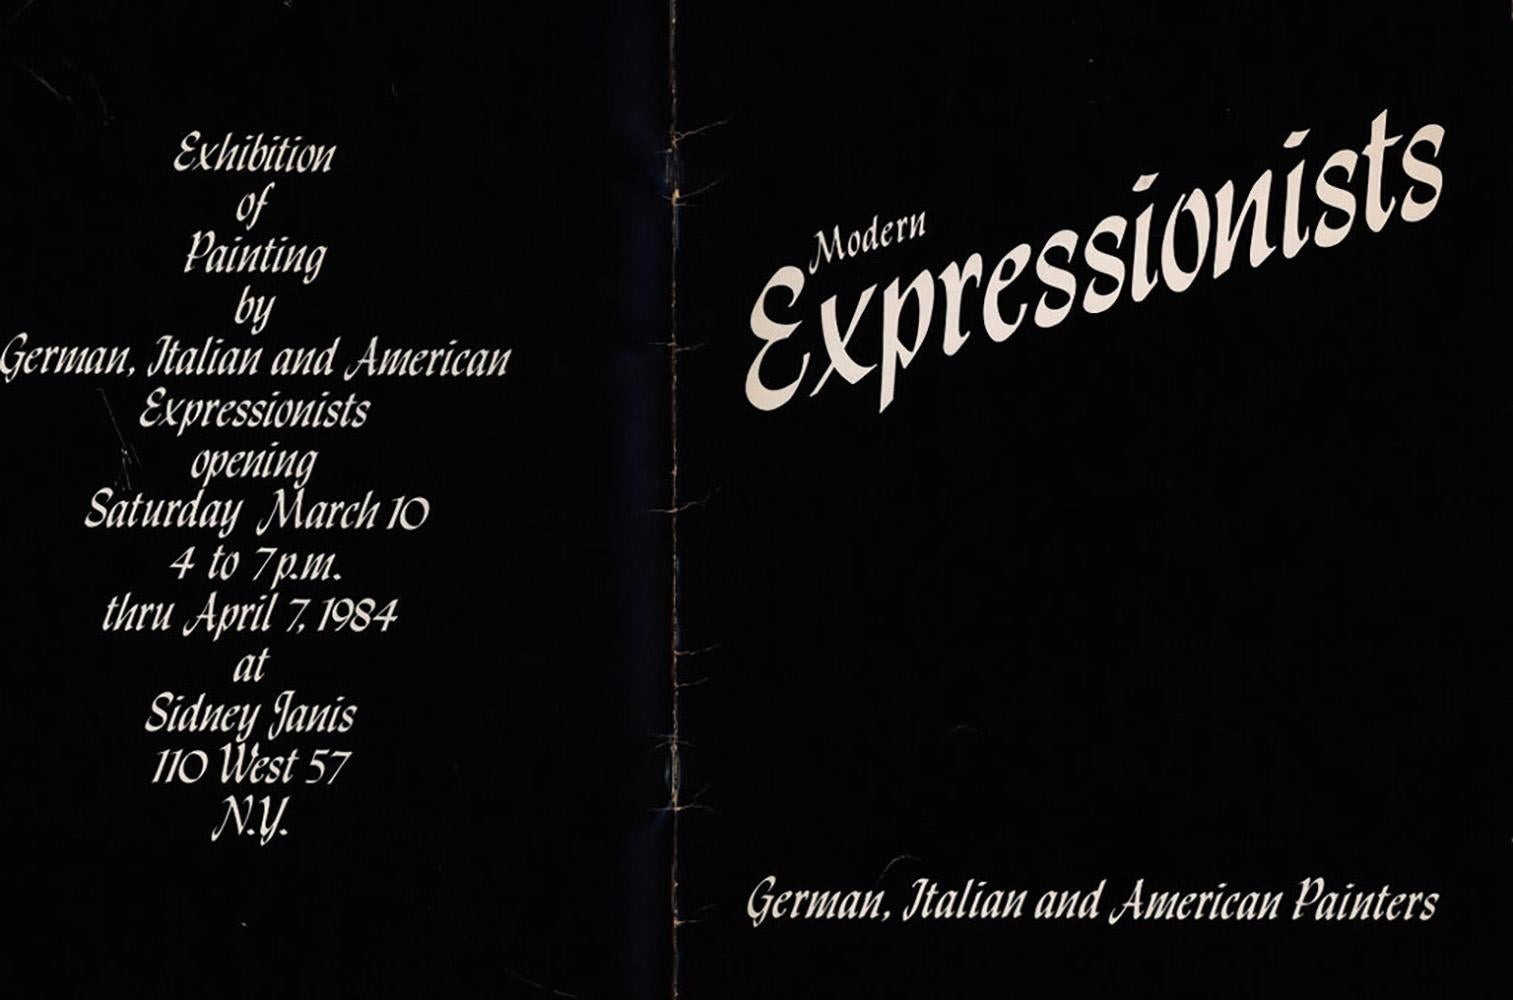 Exhibition
of
Painting
by
German, Italian and American
Expressionists
opening
Saturday March 10
4 to 7p.m.
thru April 7, 1984
at
Sidney Janis
110 West 57
N.Y.
Modern
Expressionists
German, Italian and American Painters